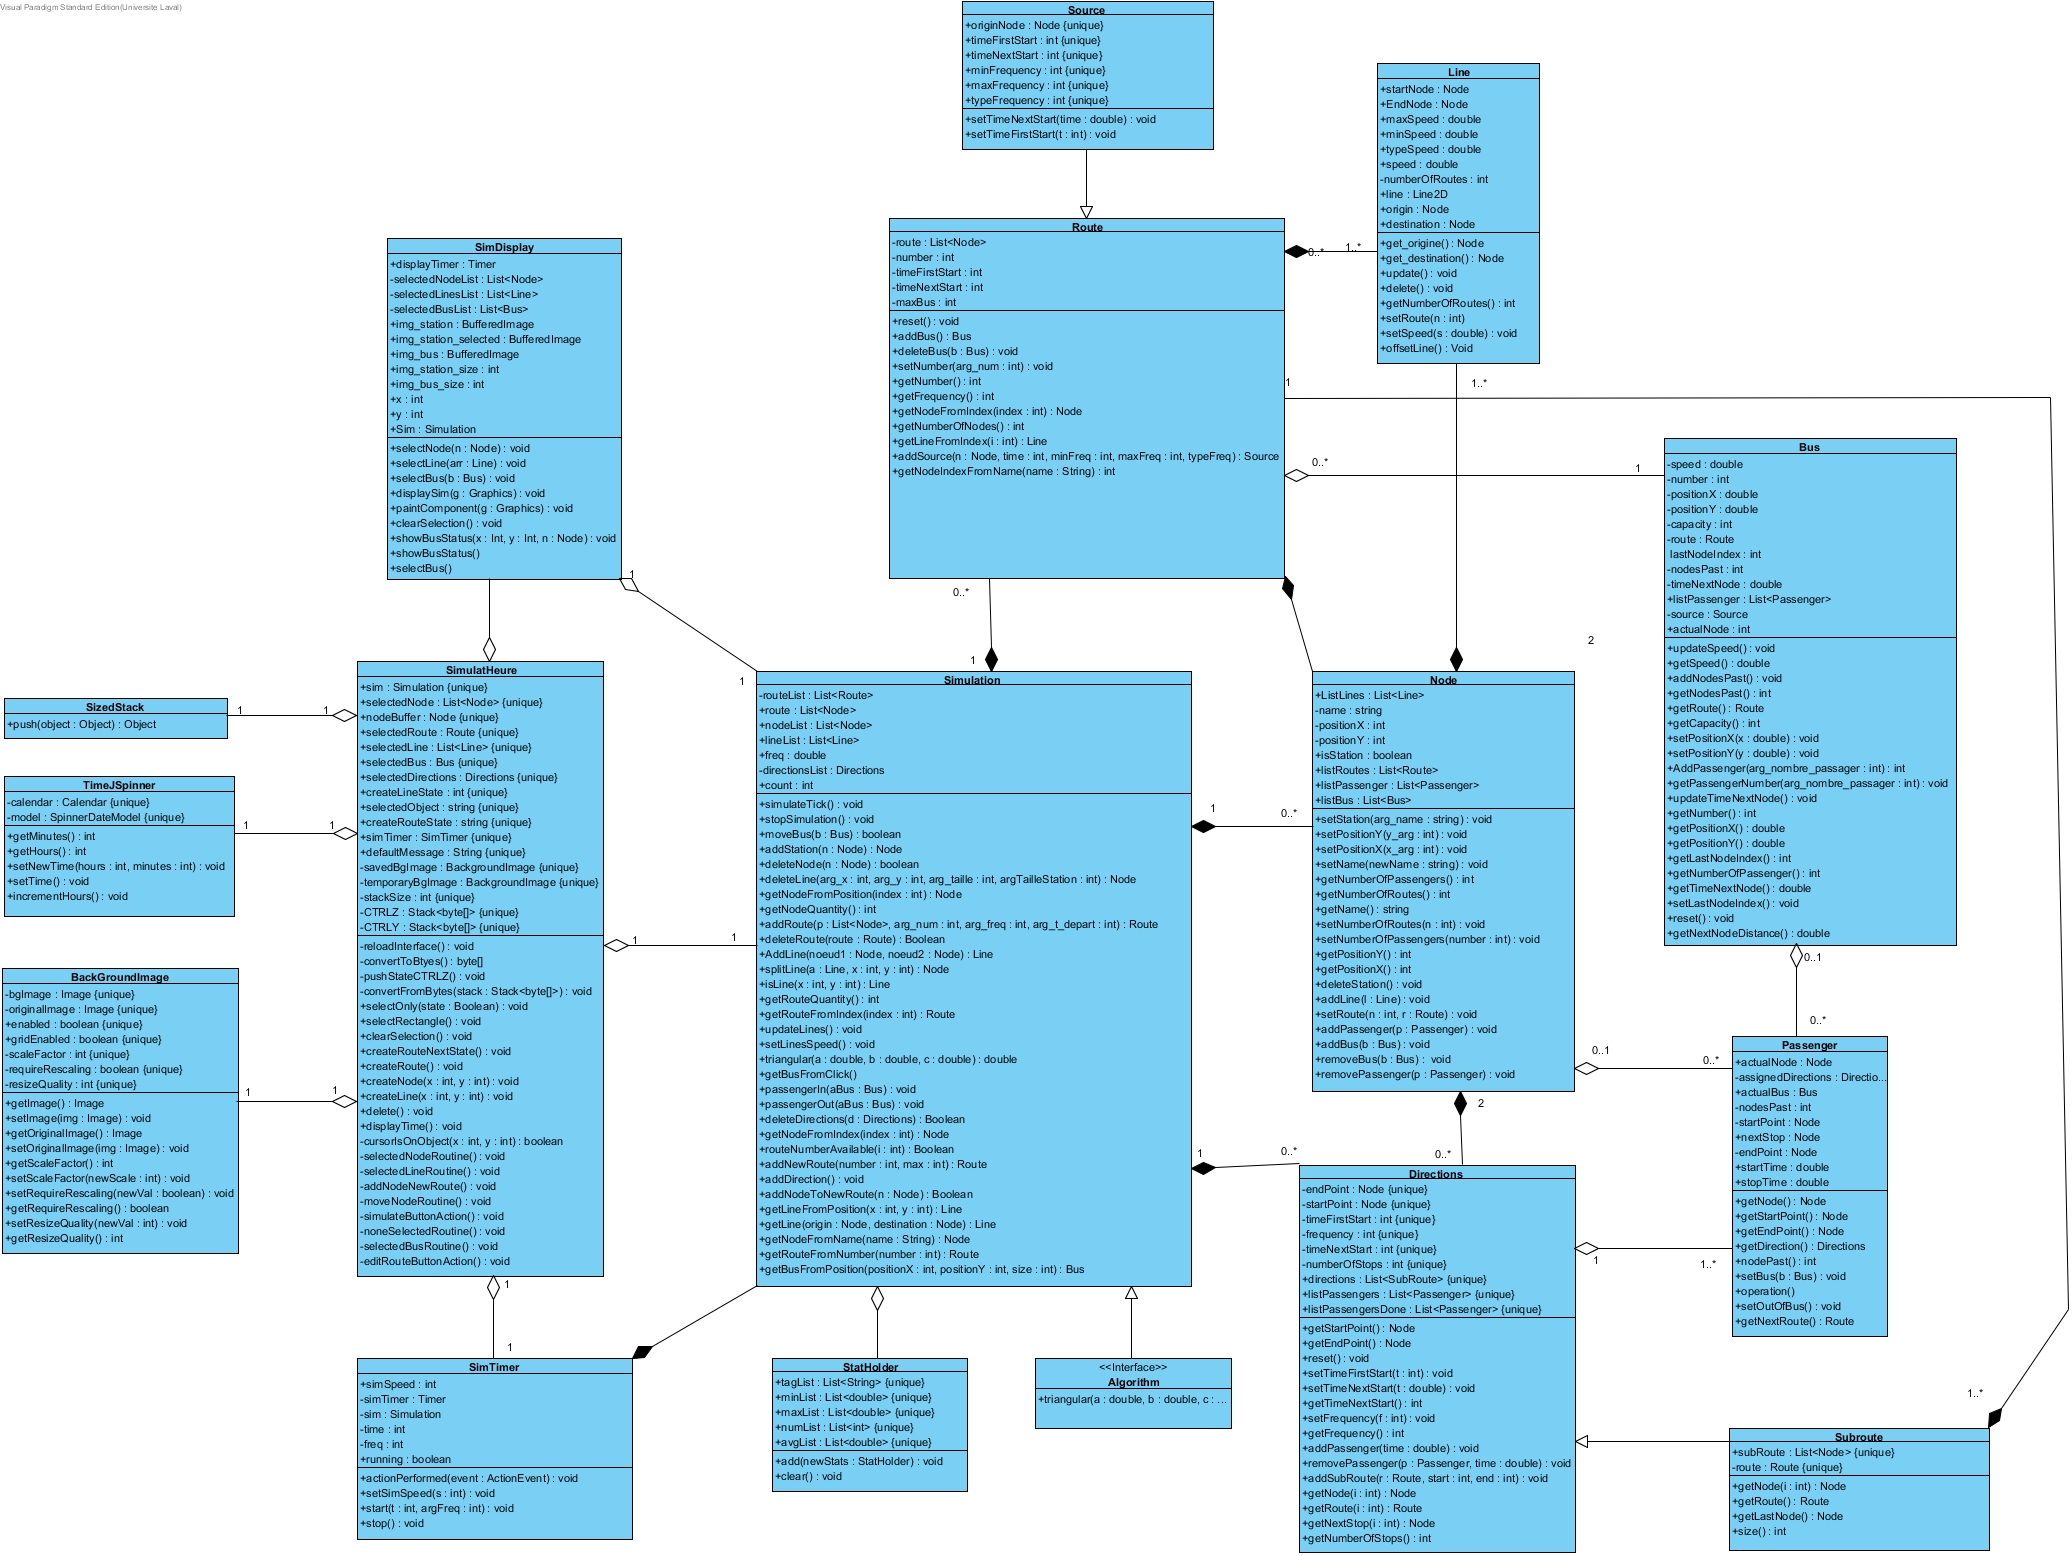 Visual Paradigm Standard Edition(Universite Laval)
Source
+originNode : Node {unique}
+timeFirstStart : int {unique}
+timeNextStart : int {unique}
+minFrequency : int {unique}
+maxFrequency : int {unique}
+typeFrequency : int {unique}
+setTimeNextStart(time : double) : void
+setTimeFirstStart(t : int) : void
Line
+startNode : Node
+EndNode : Node
+maxSpeed : double
+minSpeed : double
+typeSpeed : double
+speed : double
-numberOfRoutes : int
+line : Line2D
+origin : Node
+destination : Node
+get_origine() : Node
+get_destination() : Node
+update() : void
+delete() : void
+getNumberOfRoutes() : int
+setRoute(n : int)
+setSpeed(s : double) : void
+offsetLine() : Void
Route
-route : List<Node>
-number : int
-timeFirstStart : int
-timeNextStart : int
-maxBus : int
+reset() : void
+addBus() : Bus
+deleteBus(b : Bus) : void
+setNumber(arg_num : int) : void
+getNumber() : int
+getFrequency() : int
+getNodeFromIndex(index : int) : Node
+getNumberOfNodes() : int
+getLineFromIndex(i : int) : Line
+addSource(n : Node, time : int, minFreq : int, maxFreq : int, typeFreq) : Source
+getNodeIndexFromName(name : String) : int
0..*
1..*
1
1..*
0..*
1
SimDisplay
+displayTimer : Timer
-selectedNodeList : List<Node>
-selectedLinesList : List<Line>
-selectedBusList : List<Bus>
+img_station : BufferedImage
+img_station_selected : BufferedImage
+img_bus : BufferedImage
+img_station_size : int
+img_bus_size : int
+x : int
+y : int
+Sim : Simulation
+selectNode(n : Node) : void
+selectLine(arr : Line) : void
+selectBus(b : Bus) : void
+displaySim(g : Graphics) : void
+paintComponent(g : Graphics) : void
+clearSelection() : void
+showBusStatus(x : Int, y : Int, n : Node) : void
+showBusStatus()
+selectBus()
1
1
0..*
1
2
Bus
-speed : double
-number : int
-positionX : double
-positionY : double
-capacity : int
-route : Route
lastNodeIndex : int
-nodesPast : int
-timeNextNode : double
+listPassenger : List<Passenger>
-source : Source
+actualNode : int
+updateSpeed() : void
+getSpeed() : double
+addNodesPast() : void
+getNodesPast() : int
+getRoute() : Route
+getCapacity() : int
+setPositionX(x : double) : void
+setPositionY(y : double) : void
+AddPassenger(arg_nombre_passager : int) : int
+getPassengerNumber(arg_nombre_passager : int) : void
+updateTimeNextNode() : void
+getNumber() : int
+getPositionX() : double
+getPositionY() : double
+getLastNodeIndex() : int
+getNumberOfPassenger() : int
+getTimeNextNode() : double
+setLastNodeIndex() : void
+reset() : void
+getNextNodeDistance() : double
0..1
0..*
SizedStack
+push(object : Object) : Object
1
1
TimeJSpinner
-calendar : Calendar {unique}
-model : SpinnerDateModel {unique}
+getMinutes() : int
+getHours() : int
+setNewTime(hours : int, minutes : int) : void
+setTime() : void
+incrementHours() : void
1
1
BackGroundImage
-bgImage : Image {unique}
-originalImage : Image {unique}
+enabled : boolean {unique}
+gridEnabled : boolean {unique}
-scaleFactor : int {unique}
-requireRescaling : boolean {unique}
-resizeQuality : int {unique}
+getImage() : Image
+setImage(img : Image) : void
+getOriginalImage() : Image
+setOriginalImage(img : Image) : void
+getScaleFactor() : int
+setScaleFactor(newScale : int) : void
+setRequireRescaling(newVal : boolean) : void
+getRequireRescaling() : boolean
+setResizeQuality(newVal : int) : void
+getResizeQuality() : int
1
1
SimulatHeure
+sim : Simulation {unique}
+selectedNode : List<Node> {unique}
+nodeBuffer : Node {unique}
+selectedRoute : Route {unique}
+selectedLine : List<Line> {unique}
+selectedBus : Bus {unique}
+selectedDirections : Directions {unique}
+createLineState : int {unique}
+selectedObject : string {unique}
+createRouteState : string {unique}
+simTimer : SimTimer {unique}
+defaultMessage : String {unique}
-savedBgImage : BackgroundImage {unique}
-temporaryBgImage : BackgroundImage {unique}
-stackSize : int {unique}
-CTRLZ : Stack<byte[]> {unique}
-CTRLY : Stack<byte[]> {unique}
-reloadInterface() : void
-convertToBtyes() : byte[]
-pushStateCTRLZ() : void
-convertFromBytes(stack : Stack<byte[]>) : void
+selectOnly(state : Boolean) : void
+selectRectangle() : void
+clearSelection() : void
+createRouteNextState() : void
+createRoute() : void
+createNode(x : int, y : int) : void
+createLine(x : int, y : int) : void
+delete() : void
+displayTime() : void
-cursorIsOnObject(x : int, y : int) : boolean
-selectedNodeRoutine() : void
-selectedLineRoutine() : void
-addNodeNewRoute() : void
-moveNodeRoutine() : void
-simulateButtonAction() : void
-noneSelectedRoutine() : void
-selectedBusRoutine() : void
-editRouteButtonAction() : void
1
1
1
1
Simulation
-routeList : List<Route>
+route : List<Node>
+nodeList : List<Node>
+lineList : List<Line>
+freq : double
-directionsList : Directions
+count : int
+simulateTick() : void
+stopSimulation() : void
+moveBus(b : Bus) : boolean
+addStation(n : Node) : Node
+deleteNode(n : Node) : boolean
+deleteLine(arg_x : int, arg_y : int, arg_taille : int, argTailleStation : int) : Node
+getNodeFromPosition(index : int) : Node
+getNodeQuantity() : int
+addRoute(p : List<Node>, arg_num : int, arg_freq : int, arg_t_depart : int) : Route
+deleteRoute(route : Route) : Boolean
+AddLine(noeud1 : Node, noeud2 : Node) : Line
+splitLine(a : Line, x : int, y : int) : Node
+isLine(x : int, y : int) : Line
+getRouteQuantity() : int
+getRouteFromIndex(index : int) : Route
+updateLines() : void
+setLinesSpeed() : void
+triangular(a : double, b : double, c : double) : double
+getBusFromClick()
+passengerIn(aBus : Bus) : void
+passengerOut(aBus : Bus) : void
+deleteDirections(d : Directions) : Boolean
+getNodeFromIndex(index : int) : Node
+routeNumberAvailable(i : int) : Boolean
+addNewRoute(number : int, max : int) : Route
+addDirection() : void
+addNodeToNewRoute(n : Node) : Boolean
+getLineFromPosition(x : int, y : int) : Line
+getLine(origin : Node, destination : Node) : Line
+getNodeFromName(name : String) : Node
+getRouteFromNumber(number : int) : Route
+getBusFromPosition(positionX : int, positionY : int, size : int) : Bus
1
0..*
1
0..*
Node
+ListLines : List<Line>
-name : string
-positionX : int
-positionY : int
+isStation : boolean
+listRoutes : List<Route>
+listPassenger : List<Passenger>
+listBus : List<Bus>
+setStation(arg_name : string) : void
+setPositionY(y_arg : int) : void
+setPositionX(x_arg : int) : void
+setName(newName : string) : void
+getNumberOfPassengers() : int
+getNumberOfRoutes() : int
+getName() : string
+setNumberOfRoutes(n : int) : void
+setNumberOfPassengers(number : int) : void
+getPositionY() : int
+getPositionX() : int
+deleteStation() : void
+addLine(l : Line) : void
+setRoute(n : int, r : Route) : void
+addPassenger(p : Passenger) : void
+addBus(b : Bus) : void
+removeBus(b : Bus) : void
+removePassenger(p : Passenger) : void
0..1
0..*
2
0..*
Passenger
+actualNode : Node
-assignedDirections : Directio...
+actualBus : Bus
-nodesPast : int
-startPoint : Node
+nextStop : Node
-endPoint : Node
+startTime : double
+stopTime : double
+getNode() : Node
+getStartPoint() : Node
+getEndPoint() : Node
+getDirection() : Directions
+nodePast() : int
+setBus(b : Bus) : void
+operation()
+setOutOfBus() : void
+getNextRoute() : Route
Directions
-endPoint : Node {unique}
-startPoint : Node {unique}
-timeFirstStart : int {unique}
-frequency : int {unique}
-timeNextStart : int {unique}
-numberOfStops : int {unique}
+directions : List<SubRoute> {unique}
+listPassengers : List<Passenger> {unique}
+listPassengersDone : List<Passenger> {unique}
+getStartPoint() : Node
+getEndPoint() : Node
+reset() : void
+setTimeFirstStart(t : int) : void
+setTimeNextStart(t : double) : void
+getTimeNextStart() : int
+setFrequency(f : int) : void
+getFrequency() : int
+addPassenger(time : double) : void
+removePassenger(p : Passenger, time : double) : void
+addSubRoute(r : Route, start : int, end : int) : void
+getNode(i : int) : Node
+getRoute(i : int) : Route
+getNextStop(i : int) : Node
+getNumberOfStops() : int
1
1..*
1..*
SimTimer
+simSpeed : int
-simTimer : Timer
-sim : Simulation
-time : int
-freq : int
+running : boolean
+actionPerformed(event : ActionEvent) : void
+setSimSpeed(s : int) : void
+start(t : int, argFreq : int) : void
+stop() : void
StatHolder
+tagList : List<String> {unique}
+minList : List<double> {unique}
+maxList : List<double> {unique}
+numList : List<int> {unique}
+avgList : List<double> {unique}
+add(newStats : StatHolder) : void
+clear() : void
<<Interface>>
Algorithm
+triangular(a : double, b : double, c : ...
Subroute
+subRoute : List<Node> {unique}
-route : Route {unique}
+getNode(i : int) : Node
+getRoute() : Route
+getLastNode() : Node
+size() : int